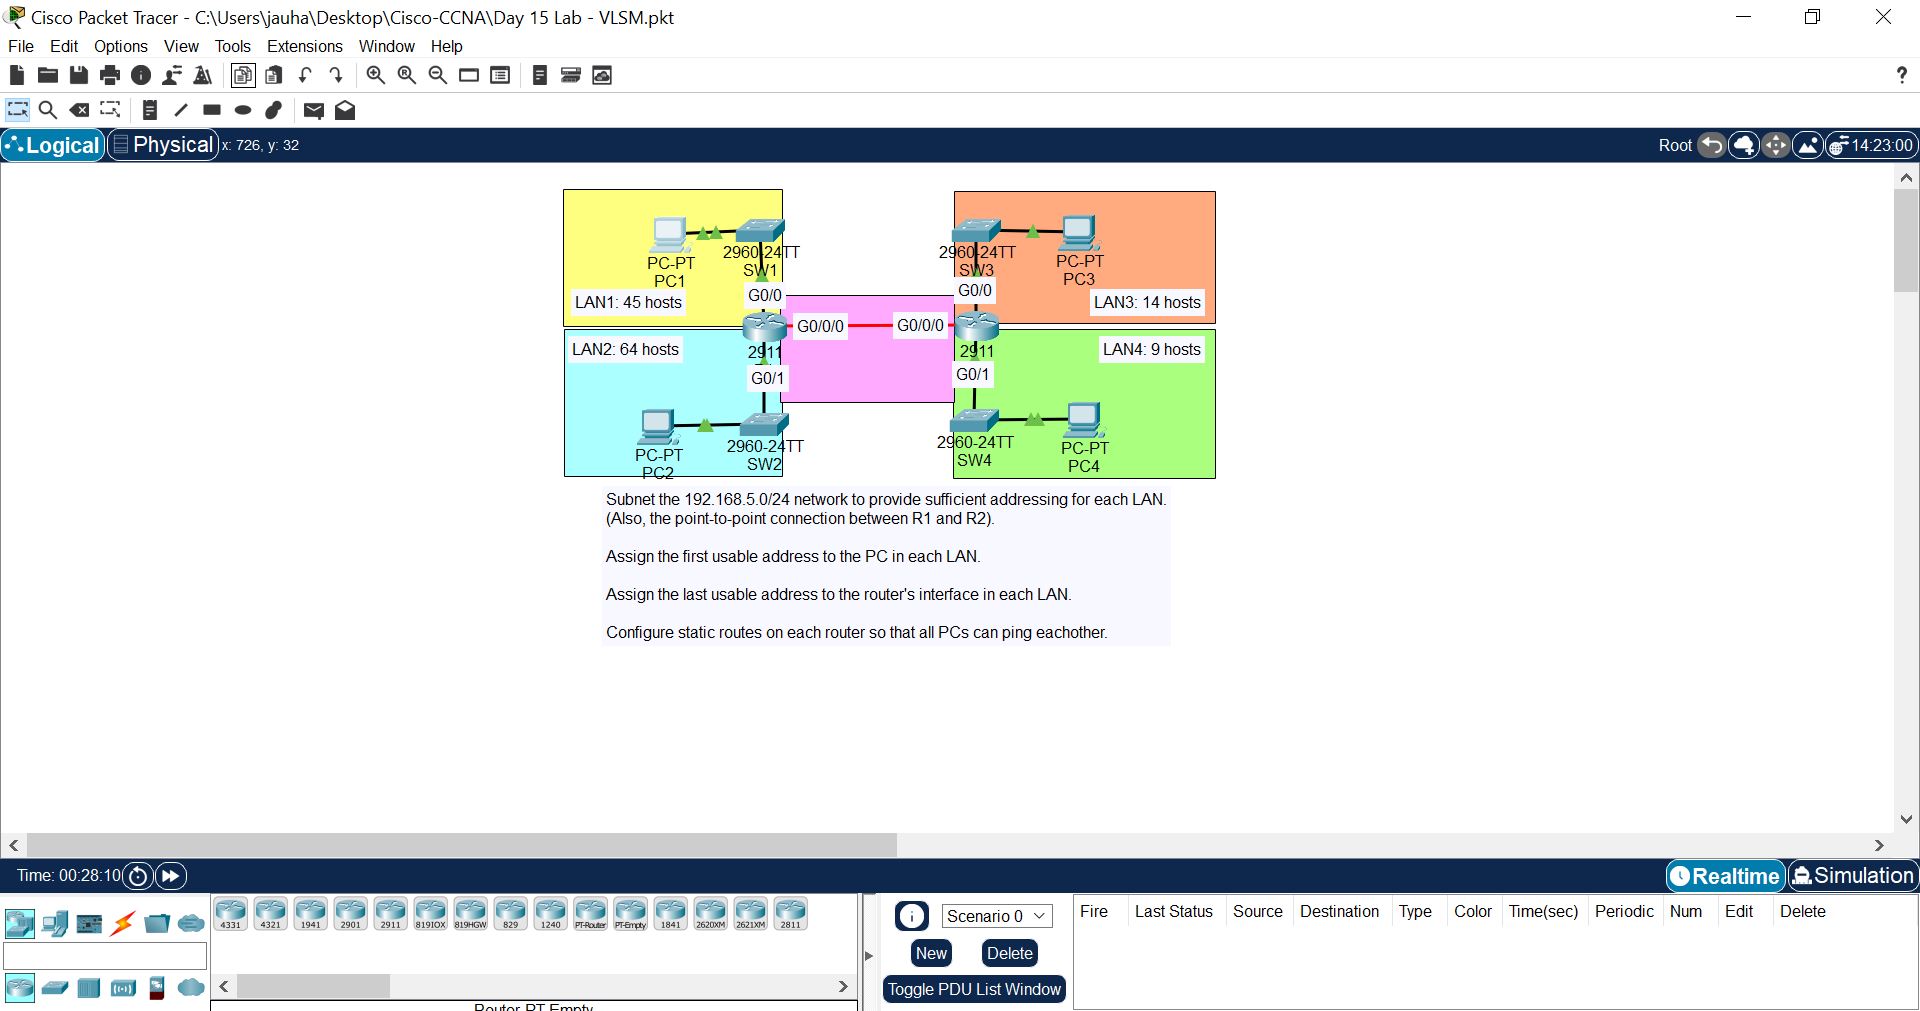 Cisco Packet Tracer - C:\Users\jauha\Desktop\Cisco-CCNA\Day 15 Lab - VLSM.pkt
File Edit Options View Tools Extensions Window Help
?
Logical Physical x: 726, y: 32 Root 14:23:00
2960-24TT
SW1
PC-PT
PC1
G0/0
LAN1: 45 hosts
2960-24TT
SW3
PC-PT
PC3
G0/0
LAN3: 14 hosts
G0/0/0 G0/0/0
LAN2: 64 hosts
2911
G0/1
2911
G0/1
LAN4: 9 hosts
PC-PT
PC2
2960-24TT
SW2
2960-24TT
SW4
PC-PT
PC4
Subnet the 192.168.5.0/24 network to provide sufficient addressing for each LAN.
(Also, the point-to-point connection between R1 and R2).
Assign the first usable address to the PC in each LAN.
Assign the last usable address to the router's interface in each LAN.
Configure static routes on each router so that all PCs can ping eachother.
Time: 00:28:10 Realtime Simulation
4331 4321 1941 2901 2911 819IOX 819HGW 829 1240 PT-Router PT-Empty 1841 2620XM 2621XM 2811
Router-PT-Empty
Scenario 0
New Delete
Toggle PDU List Window
Fire Last Status Source Destination Type Color Time(sec) Periodic Num Edit Delete